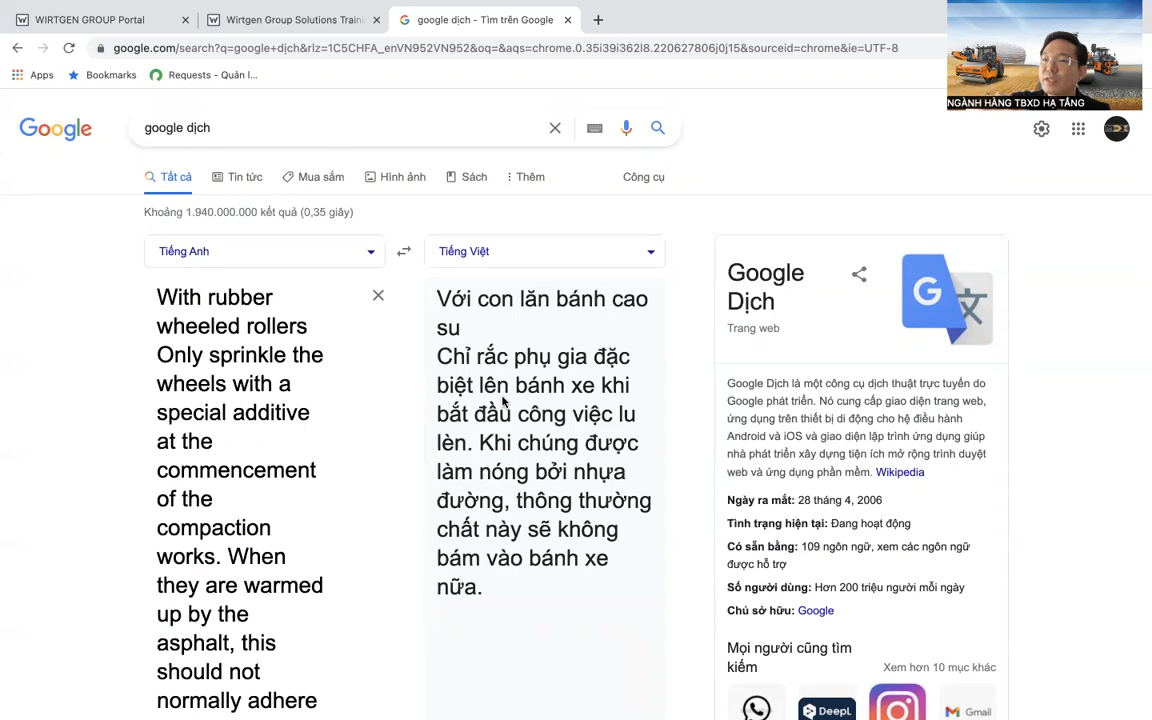 WIRTGEN GROUP Portal
Wirtgen Group Solutions Traini
google dịch - Tìm trên Google
google.com/search?q=google+dịch&rlz=1C5CHFA_enVN952VN952&oq=&aqs=chrome.0.35i39i362l8.220627806j0j15&sourceid=chrome&ie=UTF-8
Apps
Bookmarks
Requests - Quản l...
NGÀNH HÀNG TBXD HẠ TẦNG
Google
google dịch
Tất cả
Tin tức
Mua sắm
Hình ảnh
Sách
Thêm
Công cụ
Khoảng 1.940.000.000 kết quả (0,35 giây)
Tiếng Anh
Tiếng Việt
With rubber
wheeled rollers
Only sprinkle the
wheels with a
special additive
at the
commencement
of the
compaction
works. When
they are warmed
up by the
asphalt, this
should not
normally adhere
Với con lăn bánh cao
su
Chỉ rắc phụ gia đặc
biệt lên bánh xe khi
bắt đầu công việc lu
lèn. Khi chúng được
làm nóng bởi nhựa
đường, thông thường
chất này sẽ không
bám vào bánh xe
nữa.
Google
Dịch
Trang web
G
文
Google Dịch là một công cụ dịch thuật trực tuyến do
Google phát triển. Nó cung cấp giao diện trang web,
ứng dụng trên thiết bị di động cho hệ điều hành
Android và iOS và giao diện lập trình ứng dụng giúp
nhà phát triển xây dựng tiện ích mở rộng trình duyệt
web và ứng dụng phần mềm. Wikipedia
Ngày ra mắt: 28 tháng 4, 2006
Tình trạng hiện tại: Đang hoạt động
Có sẵn bằng: 109 ngôn ngữ, xem các ngôn ngữ
được hỗ trợ
Số người dùng: Hơn 200 triệu người mỗi ngày
Chủ sở hữu: Google
Mọi người cũng tìm
kiếm
Xem hơn 10 mục khác
DeepL
Gmail